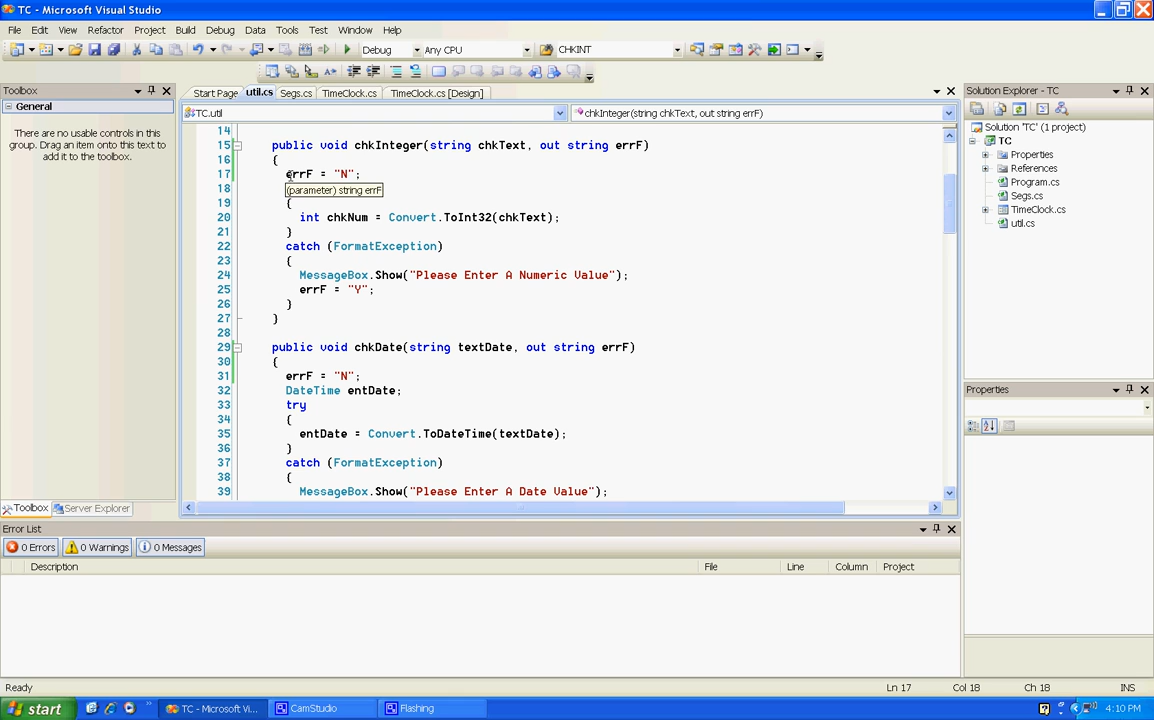 TC - Microsoft Visual Studio
File Edit View Refactor Project Build Debug Data Tools Test Window Help
Debug Any CPU CHKINT
Toolbox
General
There are no usable controls in this
group. Drag an item onto this text to
add it to the toolbox.
Toolbox Server Explorer
Start Page util.cs Segs.cs TimeClock.cs TimeClock.cs [Design]
TC.util chkInteger(string chkText, out string errF)
14
15 public void chkInteger(string chkText, out string errF)
16 {
17 errF = "N";
18 (parameter) string errF
19 {
20 int chkNum = Convert.ToInt32(chkText);
21 }
22 catch (FormatException)
23 {
24 MessageBox.Show("Please Enter A Numeric Value");
25 errF = "Y";
26 }
27 }
28
29 public void chkDate(string textDate, out string errF)
30 {
31 errF = "N";
32 DateTime entDate;
33 try
34 {
35 entDate = Convert.ToDateTime(textDate);
36 }
37 catch (FormatException)
38 {
39 MessageBox.Show("Please Enter A Date Value");
Solution Explorer - TC
Solution 'TC' (1 project)
TC
Properties
References
Program.cs
Segs.cs
TimeClock.cs
util.cs
Properties
Error List
0 Errors 0 Warnings 0 Messages
Description File Line Column Project
Ready Ln 17 Col 18 Ch 18 INS
start TC - Microsoft Vi... CamStudio Flashing 4:10 PM